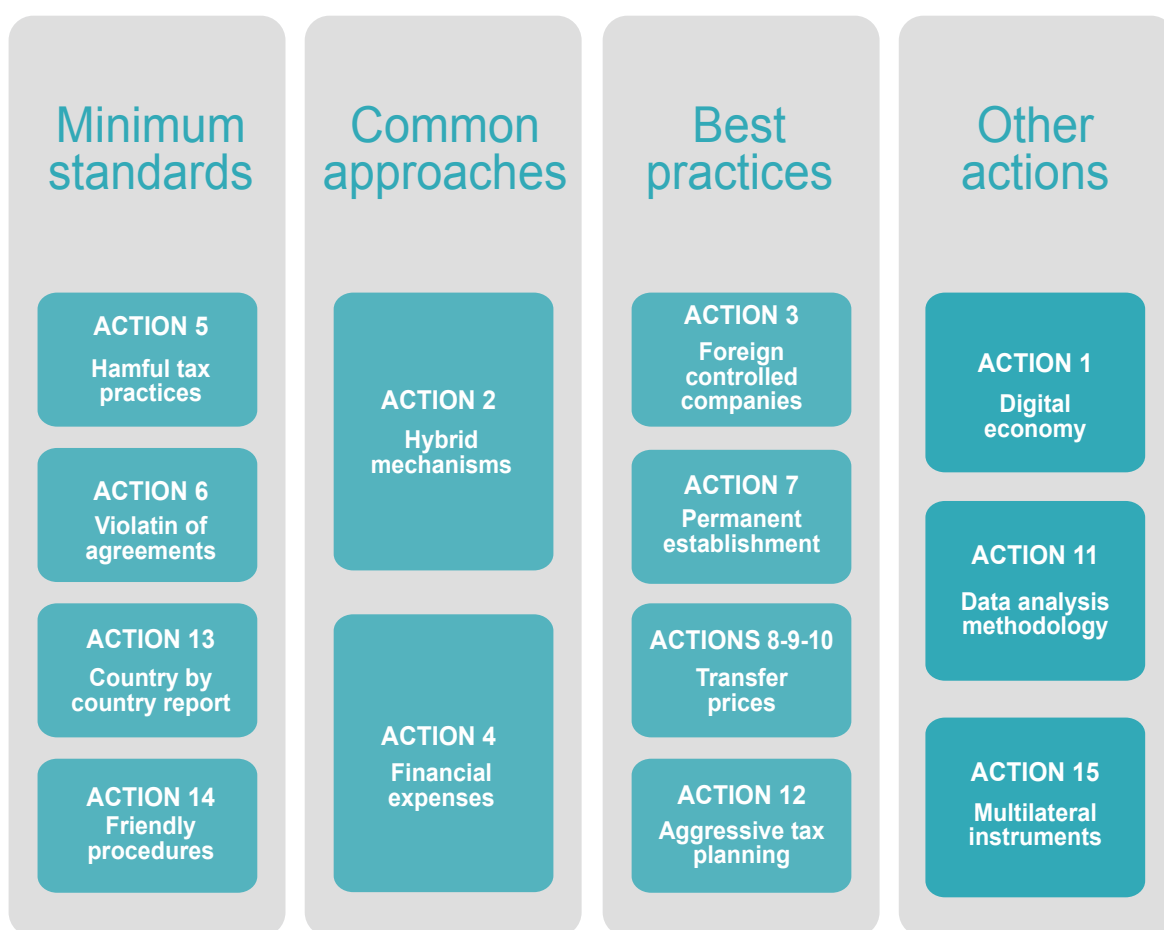 Minimum
standards
ACTION 5
Hamful tax
practices
ACTION 6
Violatin of
agreements
ACTION 13
Country by
country report
ACTION 14
Friendly
procedures
Common
approaches
ACTION 2
Hybrid
mechanisms
ACTION 4
Financial
expenses
Best
practices
ACTION 3
Foreign
controlled
companies
ACTION 7
Permanent
establishment
ACTIONS 8-9-10
Transfer
prices
ACTION 12
Aggressive tax
planning
Other
actions
ACTION 1
Digital
economy
ACTION 11
Data analysis
methodology
ACTION 15
Multilateral
instruments